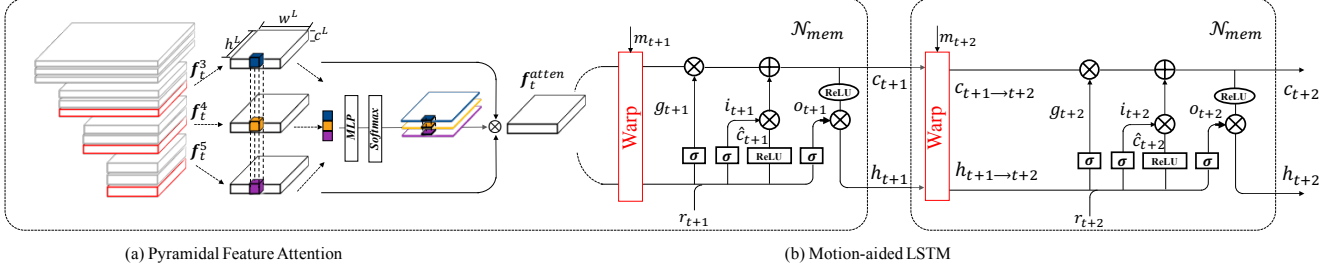 h^L w^L c^L
f_t^3
f_t^4
f_t^5
MLP
Softmax
f_t^{atten}
m_{t+1}
Warp
g_{t+1}
i_{t+1}
ĉ_{t+1}
o_{t+1}
ReLU
σ σ ReLU σ
r_{t+1}
𝒩_{mem}
c_{t+1}
h_{t+1}
m_{t+2}
Warp
c_{t+1→t+2}
h_{t+1→t+2}
g_{t+2}
i_{t+2}
ĉ_{t+2}
o_{t+2}
ReLU
σ σ ReLU σ
r_{t+2}
𝒩_{mem}
c_{t+2}
h_{t+2}
(a) Pyramidal Feature Attention
(b) Motion-aided LSTM